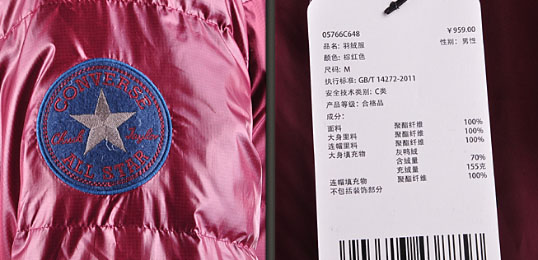 CONVERSE
Chuck Taylor
ALL STAR
05766C648 ¥959.00
品名: 羽绒服 性别: 男性
颜色: 棕红色
尺码: M
执行标准: GB/T 14272-2011
安全技术类别: C类
产品等级: 合格品
成分:
面料 聚酯纤维 100%
大身里料 聚酯纤维 100%
连帽里料 聚酯纤维 100%
大身填充物 灰鸭绒
含绒量 70%
充绒量 155克
连帽填充物 聚酯纤维 100%
不包括装饰部分